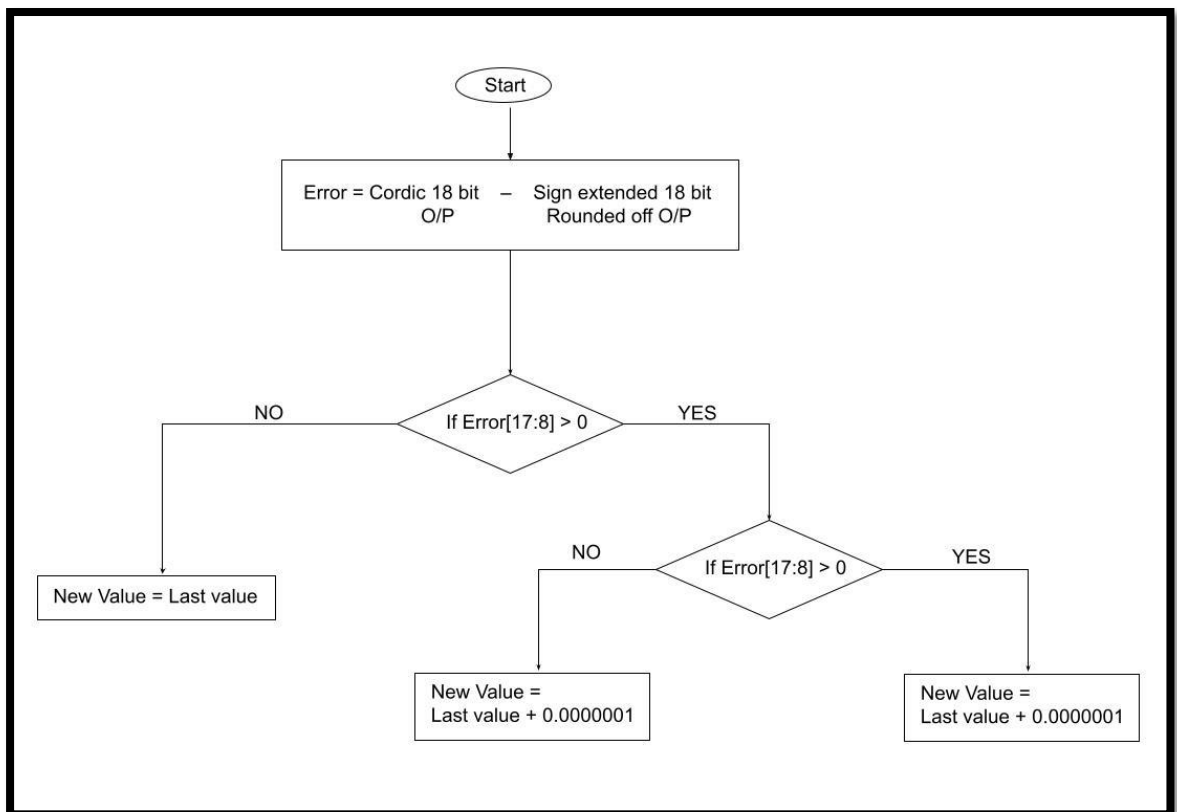 Start
Error = Cordic 18 bit – Sign extended 18 bit
O/P Rounded off O/P
If Error[17:8] > 0
NO
YES
If Error[17:8] > 0
NO
YES
New Value = Last value
New Value =
Last value + 0.0000001
New Value =
Last value + 0.0000001